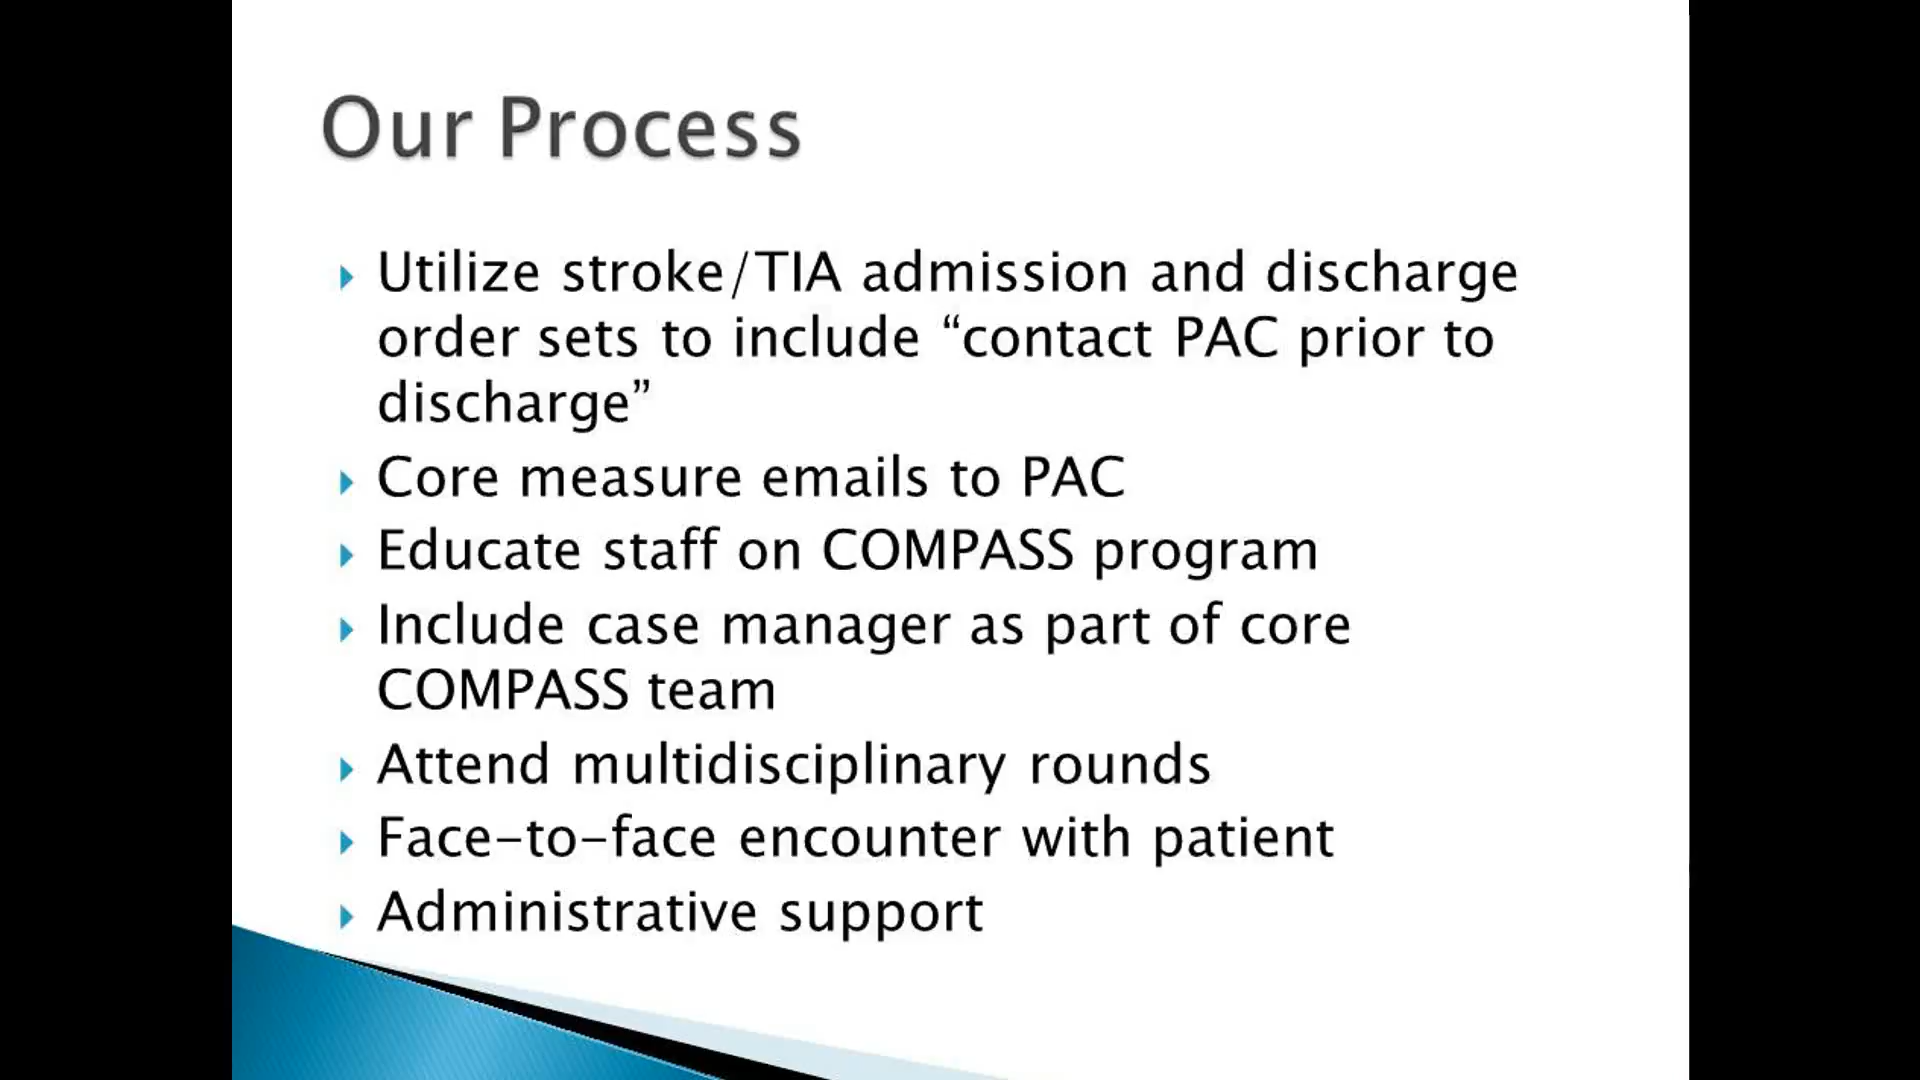 Our Process
Utilize stroke/TIA admission and discharge
order sets to include “contact PAC prior to
discharge”
Core measure emails to PAC
Educate staff on COMPASS program
Include case manager as part of core
COMPASS team
Attend multidisciplinary rounds
Face-to-face encounter with patient
Administrative support